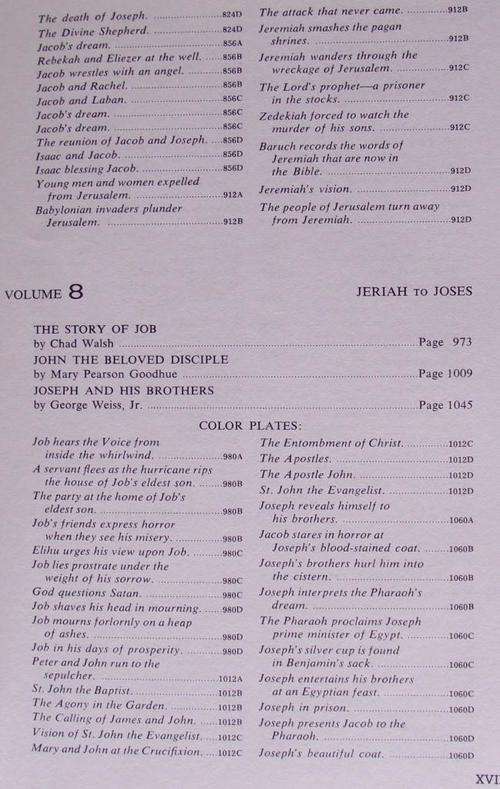 The death of Joseph. ........824D
The Divine Shepherd. ........824D
Jacob's dream. ........856A
Rebekah and Eliezer at the well. ........856B
Jacob wrestles with an angel. ........856B
Jacob and Rachel. ........856B
Jacob and Laban. ........856C
Jacob's dream. ........856C
Jacob's dream. ........856C
The reunion of Jacob and Joseph. ....856D
Isaac and Jacob. ........856D
Isaac blessing Jacob. ........856D
Young men and women expelled
from Jerusalem. ........912A
Babylonian invaders plunder
Jerusalem. ........912B
The attack that never came. ........912B
Jeremiah smashes the pagan
shrines. ........912B
Jeremiah wanders through the
wreckage of Jerusalem. ........912C
The Lord's prophet—a prisoner
in the stocks. ........912C
Zedekiah forced to watch the
murder of his sons. ........912C
Baruch records the words of
Jeremiah that are now in
the Bible. ........912D
Jeremiah's vision. ........912D
The people of Jerusalem turn away
from Jeremiah. ........912D
VOLUME 8 JERIAH TO JOSES
THE STORY OF JOB
by Chad Walsh ........Page 973
JOHN THE BELOVED DISCIPLE
by Mary Pearson Goodhue ........Page 1009
JOSEPH AND HIS BROTHERS
by George Weiss, Jr. ........Page 1045
COLOR PLATES:
Job hears the Voice from
inside the whirlwind. ........980A
A servant flees as the hurricane rips
the house of Job's eldest son. ........980B
The party at the home of Job's
eldest son. ........980B
Job's friends express horror
when they see his misery. ........980B
Elihu urges his view upon Job. ........980C
Job lies prostrate under the
weight of his sorrow. ........980C
God questions Satan. ........980C
Job shaves his head in mourning. ........980D
Job mourns forlornly on a heap
of ashes. ........980D
Job in his days of prosperity. ........980D
Peter and John run to the
sepulcher. ........1012A
St. John the Baptist. ........1012B
The Agony in the Garden. ........1012B
The Calling of James and John. ........1012B
Vision of St. John the Evangelist. ....1012C
Mary and John at the Crucifixion. ....1012C
The Entombment of Christ. ........1012C
The Apostles. ........1012D
The Apostle John. ........1012D
St. John the Evangelist. ........1012D
Joseph reveals himself to
his brothers. ........1060A
Jacob stares in horror at
Joseph's blood-stained coat. ........1060B
Joseph's brothers hurl him into
the cistern. ........1060B
Joseph interprets the Pharaoh's
dream. ........1060B
The Pharaoh proclaims Joseph
prime minister of Egypt. ........1060C
Joseph's silver cup is found
in Benjamin's sack. ........1060C
Joseph entertains his brothers
at an Egyptian feast. ........1060C
Joseph in prison. ........1060D
Joseph presents Jacob to the
Pharaoh. ........1060D
Joseph's beautiful coat. ........1060D